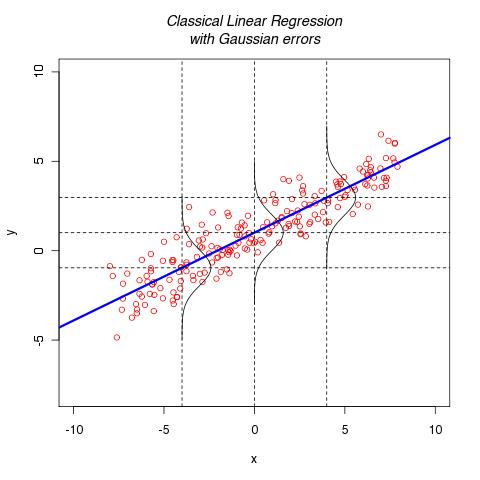 Classical Linear Regression
with Gaussian errors
10
5
0
-5
y
-10 -5 0 5 10
x